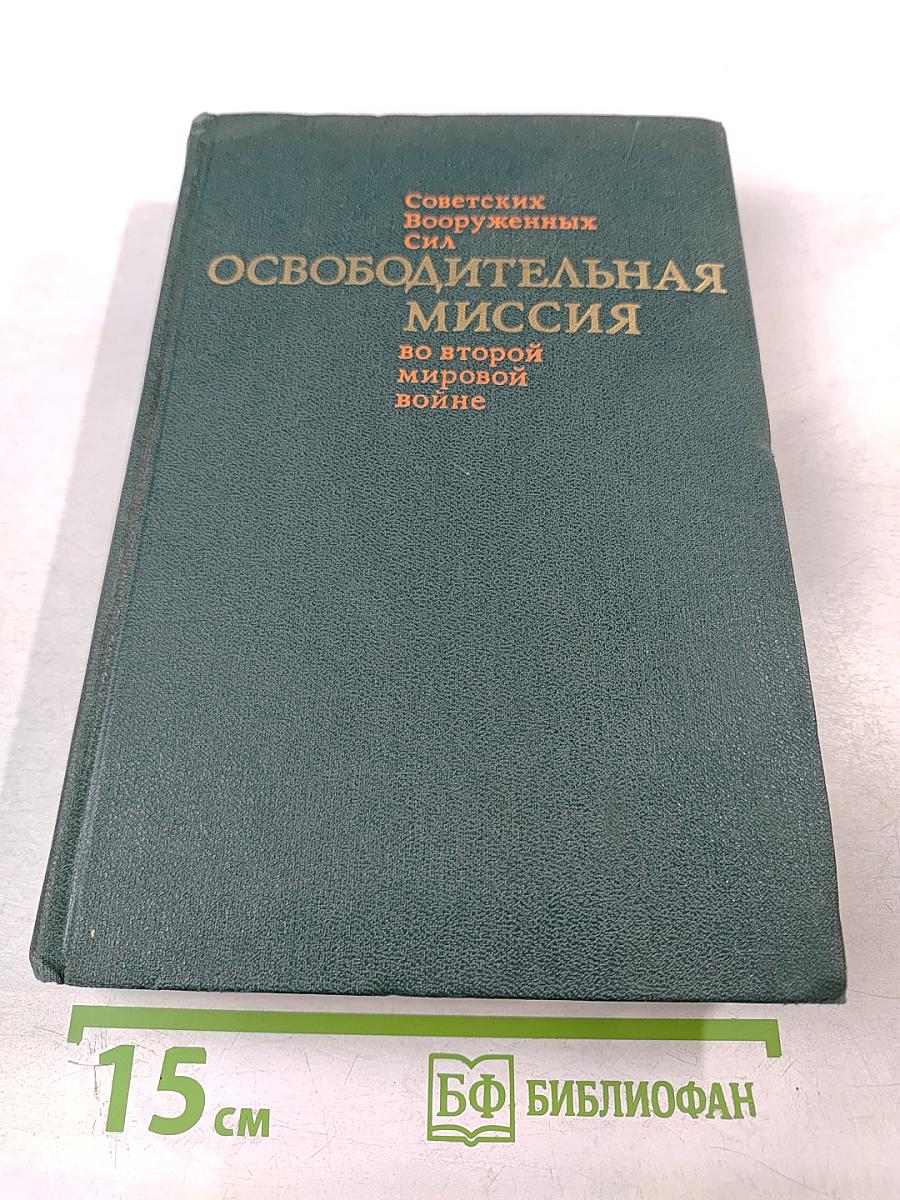 Советских
Вооруженных
Сил
ОСВОБОДИТЕЛЬНАЯ
МИССИЯ
во второй
мировой
войне
15 см
БФ БИБЛИОФАН